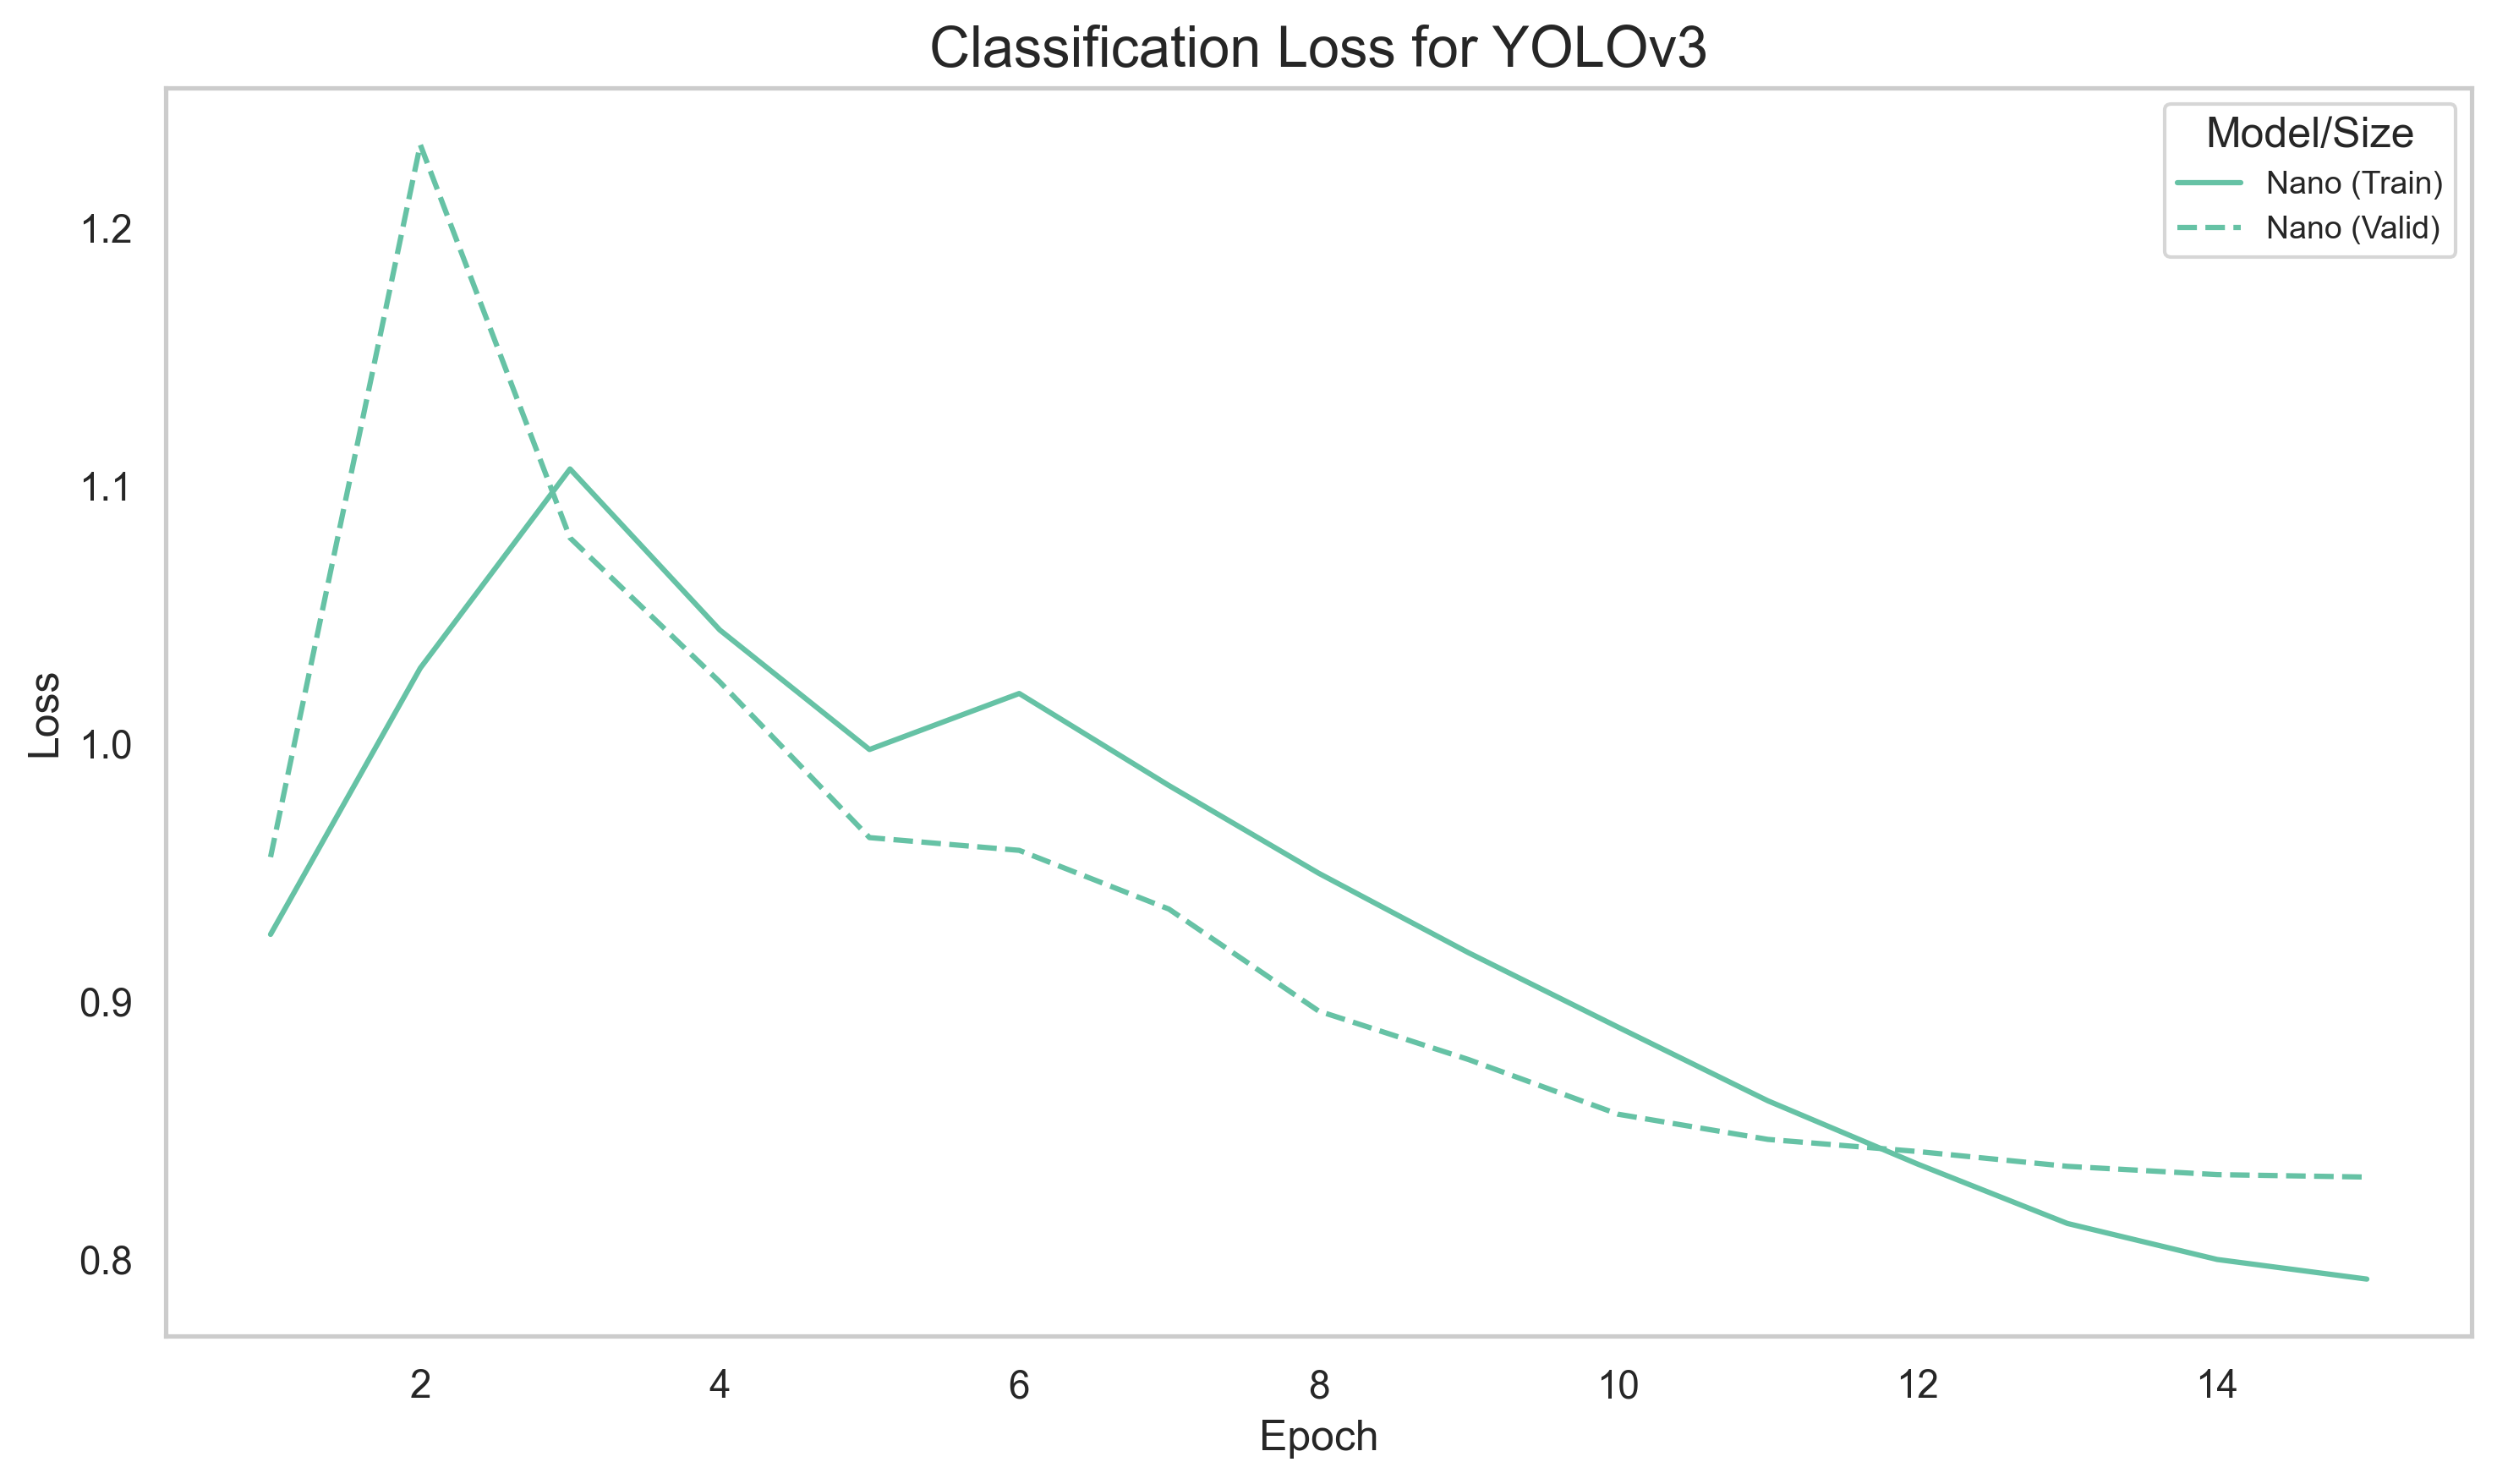 Classification Loss for YOLOv3
Model/Size
Nano (Train)
Nano (Valid)
Loss
1.2
1.1
1.0
0.9
0.8
2 4 6 8 10 12 14
Epoch